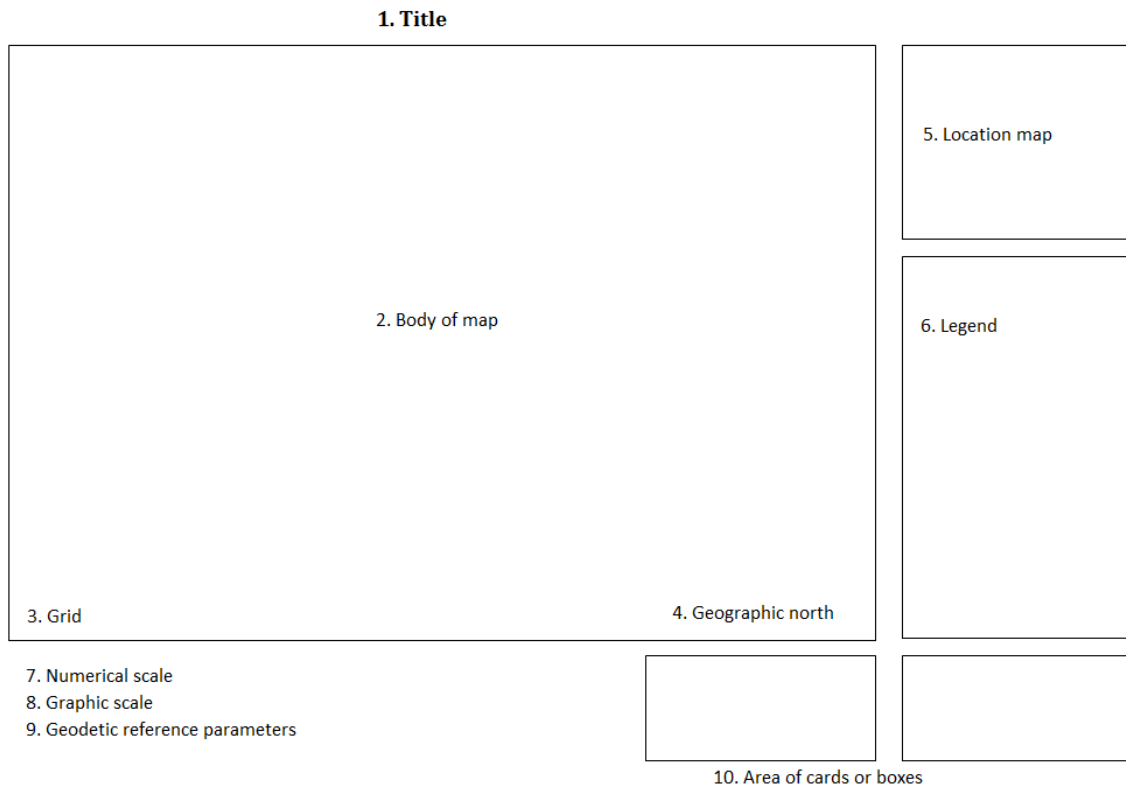 1. Title
5. Location map
2. Body of map
6. Legend
3. Grid
4. Geographic north
7. Numerical scale
8. Graphic scale
9. Geodetic reference parameters
10. Area of cards or boxes